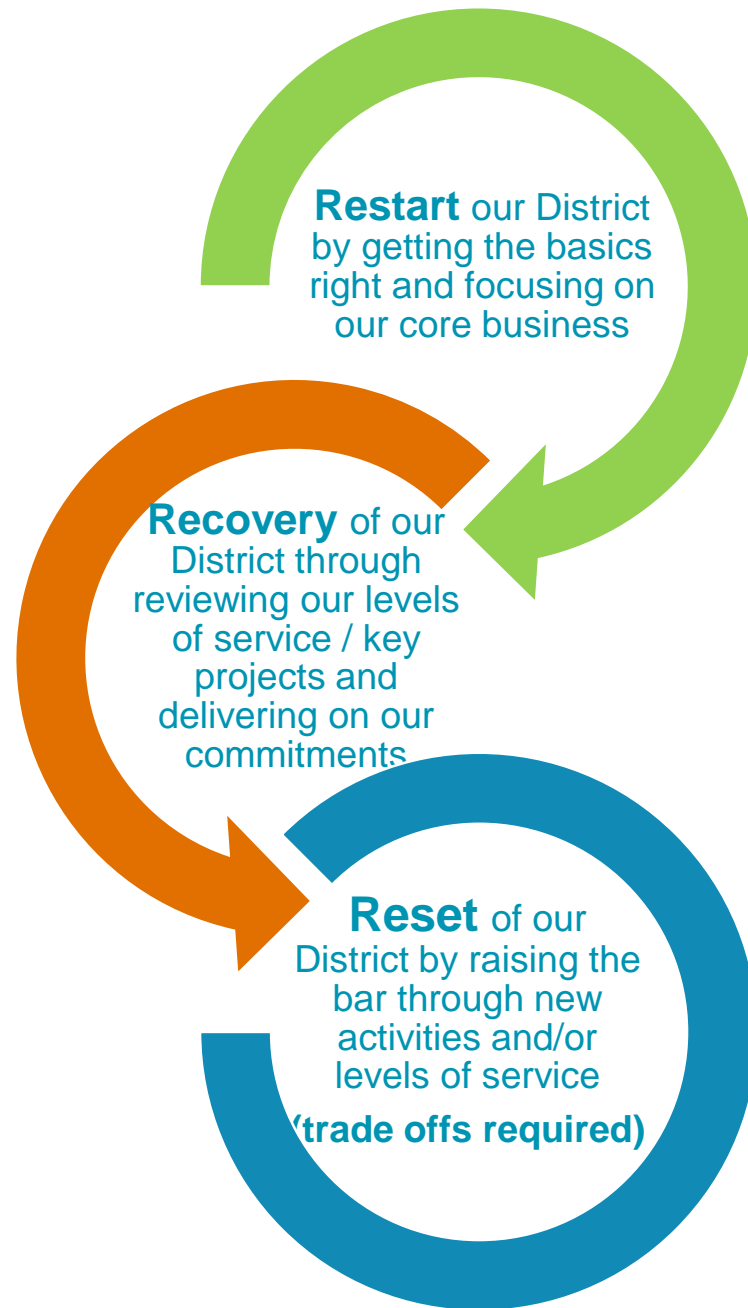 Restart our District
by getting the basics
right and focusing on
our core business
Recovery of our
District through
reviewing our levels
of service / key
projects and
delivering on our
commitments
Reset of our
District by raising the
bar through new
activities and/or
levels of service
(trade offs required)